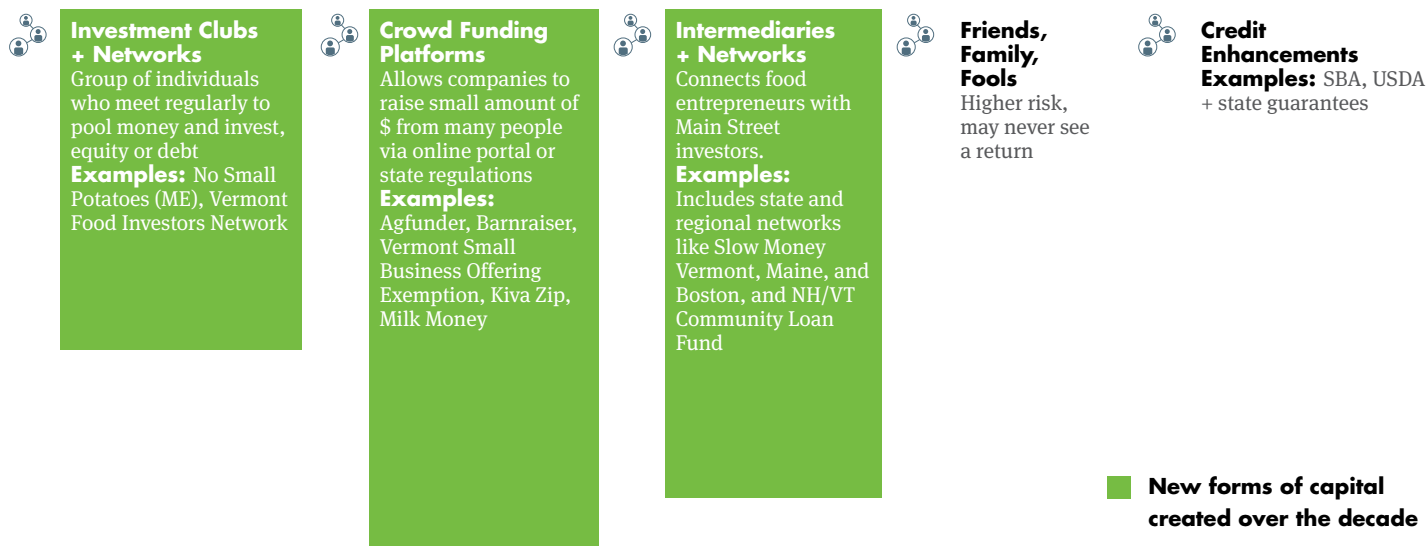 Investment Clubs
+ Networks
Group of individuals
who meet regularly to
pool money and invest,
equity or debt
Examples: No Small
Potatoes (ME), Vermont
Food Investors Network
Crowd Funding
Platforms
Allows companies to
raise small amount of
$ from many people
via online portal or
state regulations
Examples:
Agfunder, Barnraiser,
Vermont Small
Business Offering
Exemption, Kiva Zip,
Milk Money
Intermediaries
+ Networks
Connects food
entrepreneurs with
Main Street
investors.
Examples:
Includes state and
regional networks
like Slow Money
Vermont, Maine, and
Boston, and NH/VT
Community Loan
Fund
Friends,
Family,
Fools
Higher risk,
may never see
a return
Credit
Enhancements
Examples: SBA, USDA
+ state guarantees
New forms of capital
created over the decade